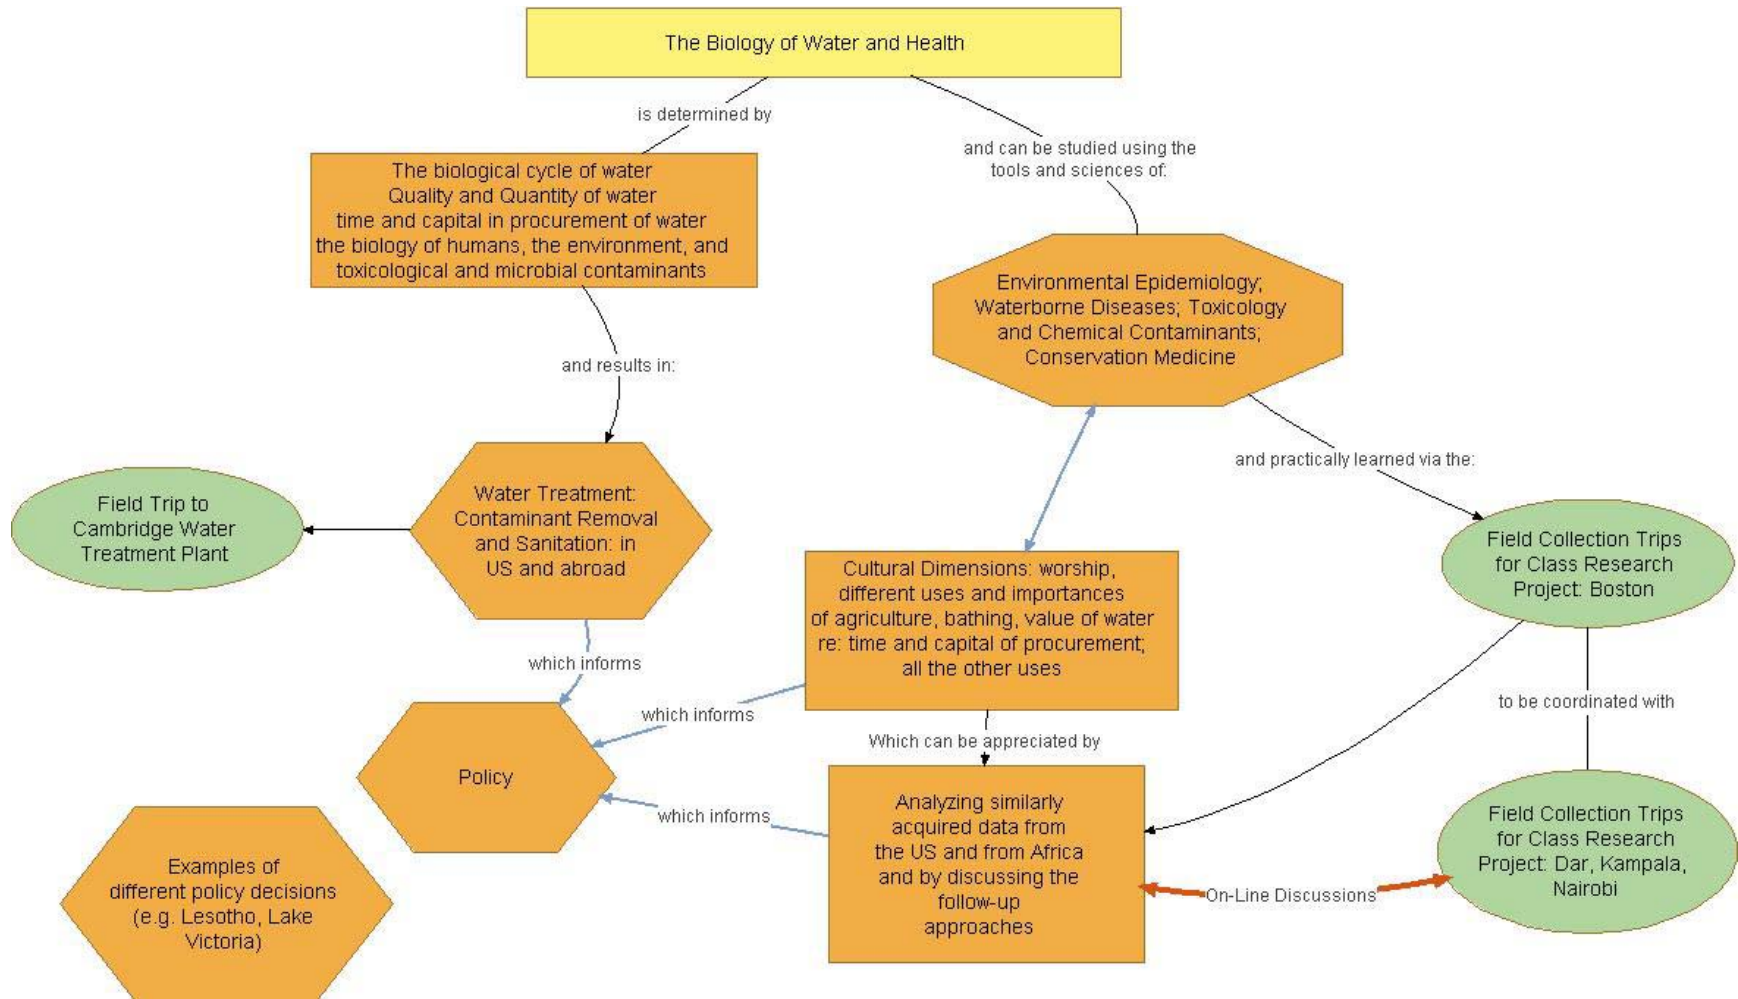 The Biology of Water and Health
is determined by
and can be studied using the
tools and sciences of:
The biological cycle of water
Quality and Quantity of water
time and capital in procurement of water
the biology of humans, the environment, and
toxicological and microbial contaminants
Environmental Epidemiology;
Waterborne Diseases; Toxicology
and Chemical Contaminants;
Conservation Medicine
and results in:
and practically learned via the:
Field Trip to
Cambridge Water
Treatment Plant
Water Treatment:
Contaminant Removal
and Sanitation: in
US and abroad
Field Collection Trips
for Class Research
Project: Boston
Cultural Dimensions: worship,
different uses and importances
of agriculture, bathing, value of water
re: time and capital of procurement;
all the other uses
which informs
which informs
to be coordinated with
Which can be appreciated by
Policy
which informs
Analyzing similarly
acquired data from
the US and from Africa
and by discussing the
follow-up
approaches
Field Collection Trips
for Class Research
Project: Dar, Kampala,
Nairobi
On-Line Discussions
Examples of
different policy decisions
(e.g. Lesotho, Lake
Victoria)